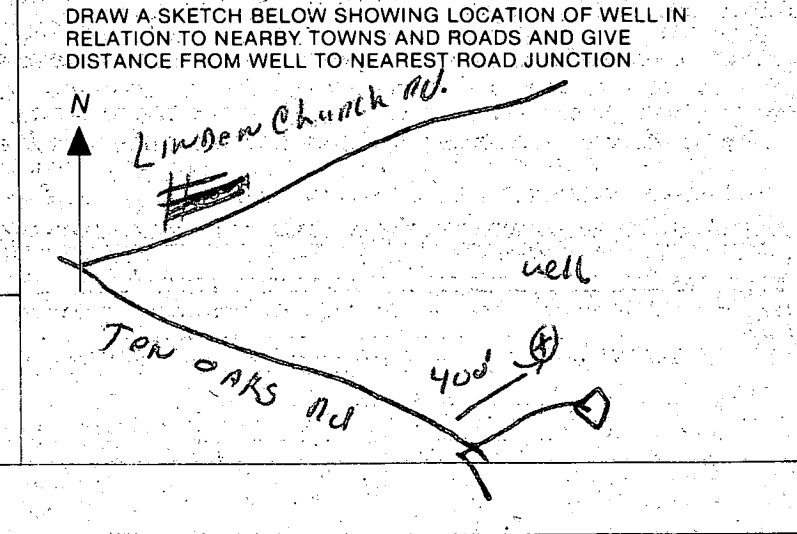 DRAW A SKETCH BELOW SHOWING LOCATION OF WELL IN
RELATION TO NEARBY TOWNS AND ROADS AND GIVE
DISTANCE FROM WELL TO NEAREST ROAD JUNCTION
N
Linden Church Rd.
well
400'
Ten OAKS Rd